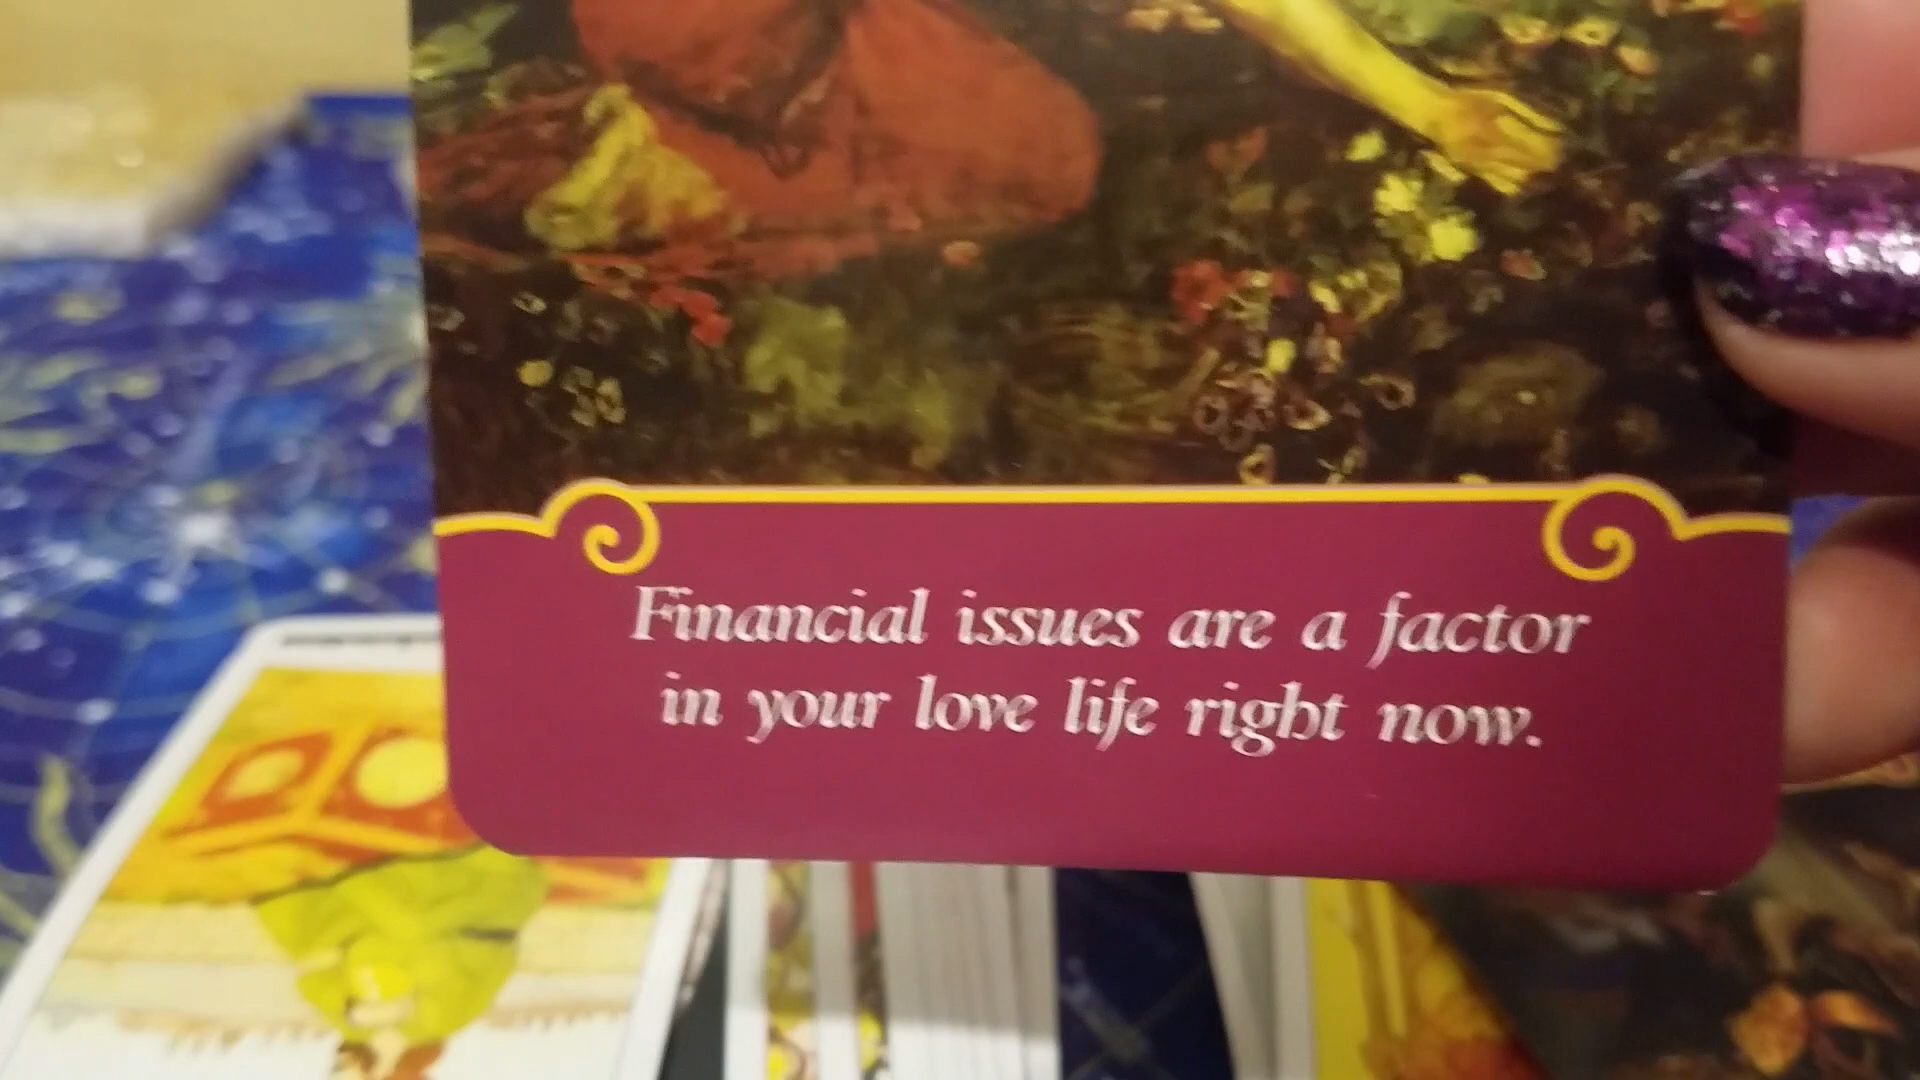 Financial issues are a factor
in your love life right now.